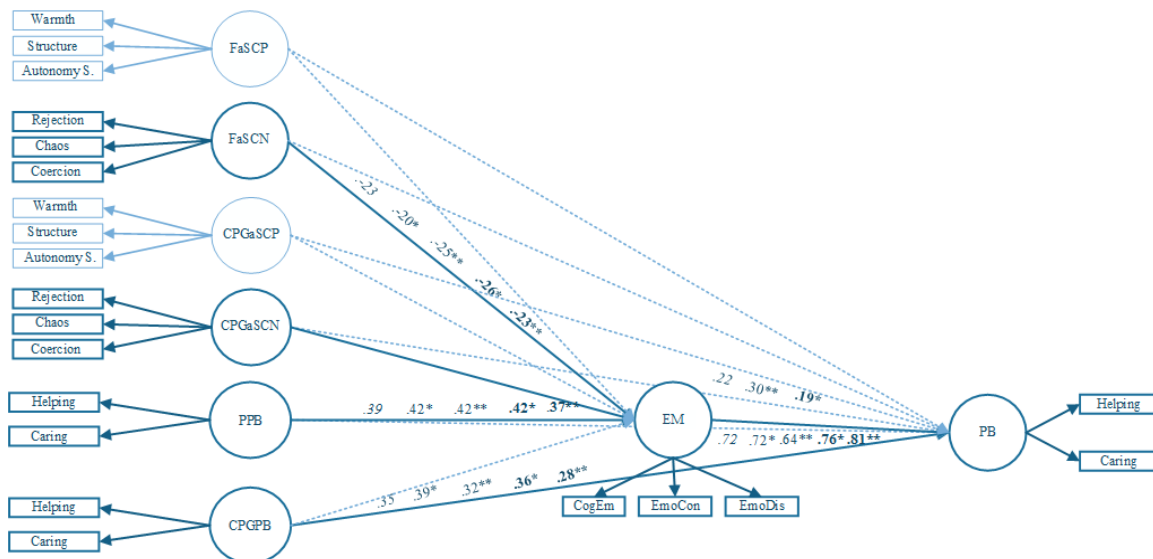 Warmth
Structure
Autonomy S.
FaSCP
Rejection
Chaos
Coercion
FaSCN
Warmth
Structure
Autonomy S.
CPGaSCP
Rejection
Chaos
Coercion
CPGaSCN
.-23
.-20*
.-25**
.-26*
.-23**
Helping
Caring
PPB
.39 .42* .42** .42* .37**
EM
.22 .30** .19*
.72 .72* .64** .76* .81**
PB
Helping
Caring
Helping
Caring
CPGPB
.35 .39* .32** .36* .28**
CogEm
EmoCon
EmoDis